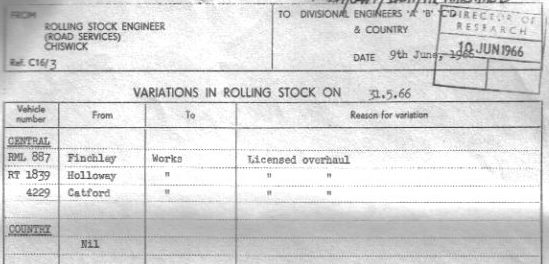 FROM
ROLLING STOCK ENGINEER
(ROAD SERVICES)
CHISWICK
Ref. C16/3
TO DIVISIONAL ENGINEERS 'A' 'B' 'C' D
& COUNTRY
DATE 9th June, 1966
DIRECTOR OF
RESEARCH
10 JUN 1966
VARIATIONS IN ROLLING STOCK ON 31.5.66
Vehicle number From To Reason for variation
CENTRAL
RML 887 Finchley Works Licensed overhaul
RT 1839 Holloway " " "
4229 Catford " " "
COUNTRY
Nil